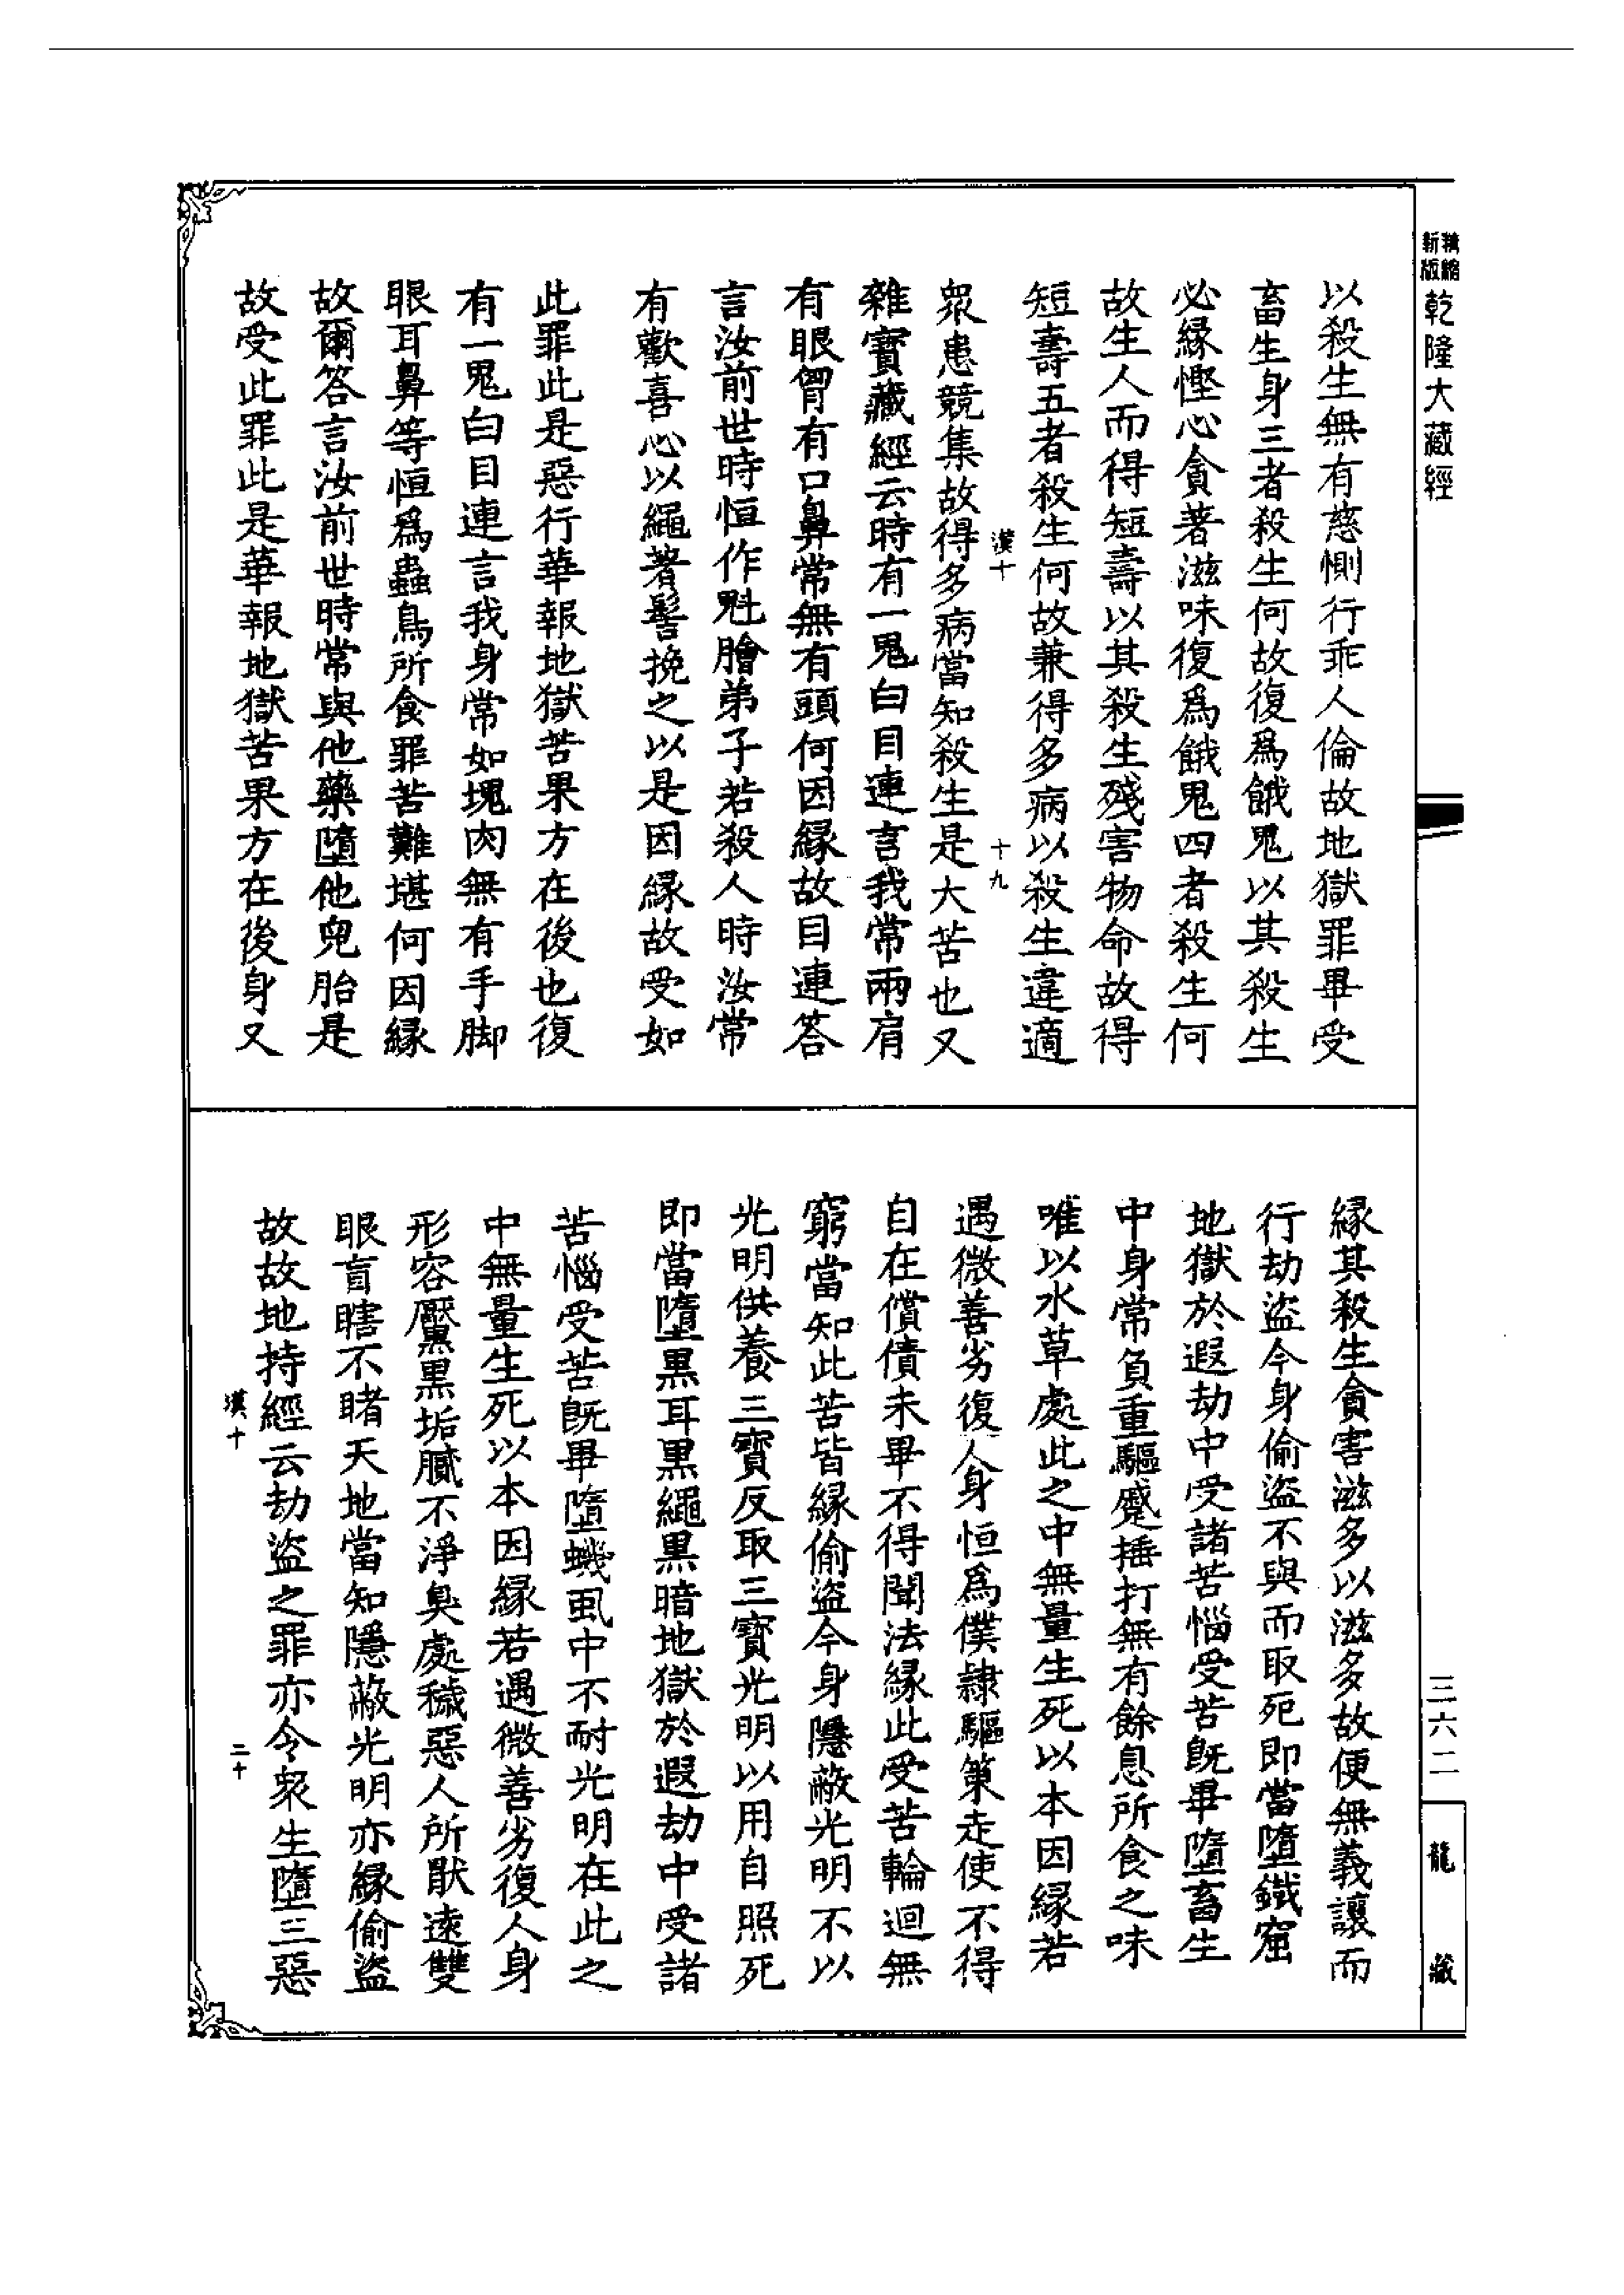 精縮
新版
乾隆大藏經
以殺生無有慈惻行乖人倫故地獄罪畢受
畜生身三者殺生何故復爲餓鬼以其殺生
必緣慳心貪著滋味復爲餓鬼四者殺生何
故生人而得短壽以其殺生殘害物命故得
短壽五者殺生何故兼得多病以殺生違適
漢十
十九
衆患競集故得多病當知殺生是大苦也又
雜寶藏經云時有一鬼白目連言我常兩肩
有眼胷有口鼻常無有頭何因緣故目連答
言汝前世時恒作魁膾弟子若殺人時汝常
有歡喜心以繩著髻挽之以是因緣故受如
此罪此是惡行華報地獄苦果方在後也復
有一鬼白目連言我身常如塊肉無有手脚
眼耳鼻等恒爲蟲鳥所食罪苦難堪何因緣
故爾答言汝前世時常與他藥墮他兒胎是
故受此罪此是華報地獄苦果方在後身又
緣其殺生貪害滋多以滋多故便無義讓而
行劫盜今身偷盜不與而取死即當墮鐵窟
地獄於遐劫中受諸苦惱受苦旣畢墮畜生
中身常負重驅蹙捶打無有餘息所食之味
唯以水草處此之中無量生死以本因緣若
遇微善劣復人身恒爲僕隸驅策走使不得
自在償債未畢不得聞法緣此受苦輪迴無
窮當知此苦皆緣偷盜今身隱蔽光明不以
光明供養三寶反取三寶光明以用自照死
即當墮黑耳黑繩黑暗地獄於遐劫中受諸
苦惱受苦旣畢墮蟣虱中不耐光明在此之
中無量生死以本因緣若遇微善劣復人身
形容黶黑垢膩不淨臭處穢惡人所猒遠雙
眼盲瞎不睹天地當知隱蔽光明亦緣偷盜
故故地持經云劫盜之罪亦令衆生墮三惡
漢十
二十
三六二
龍藏